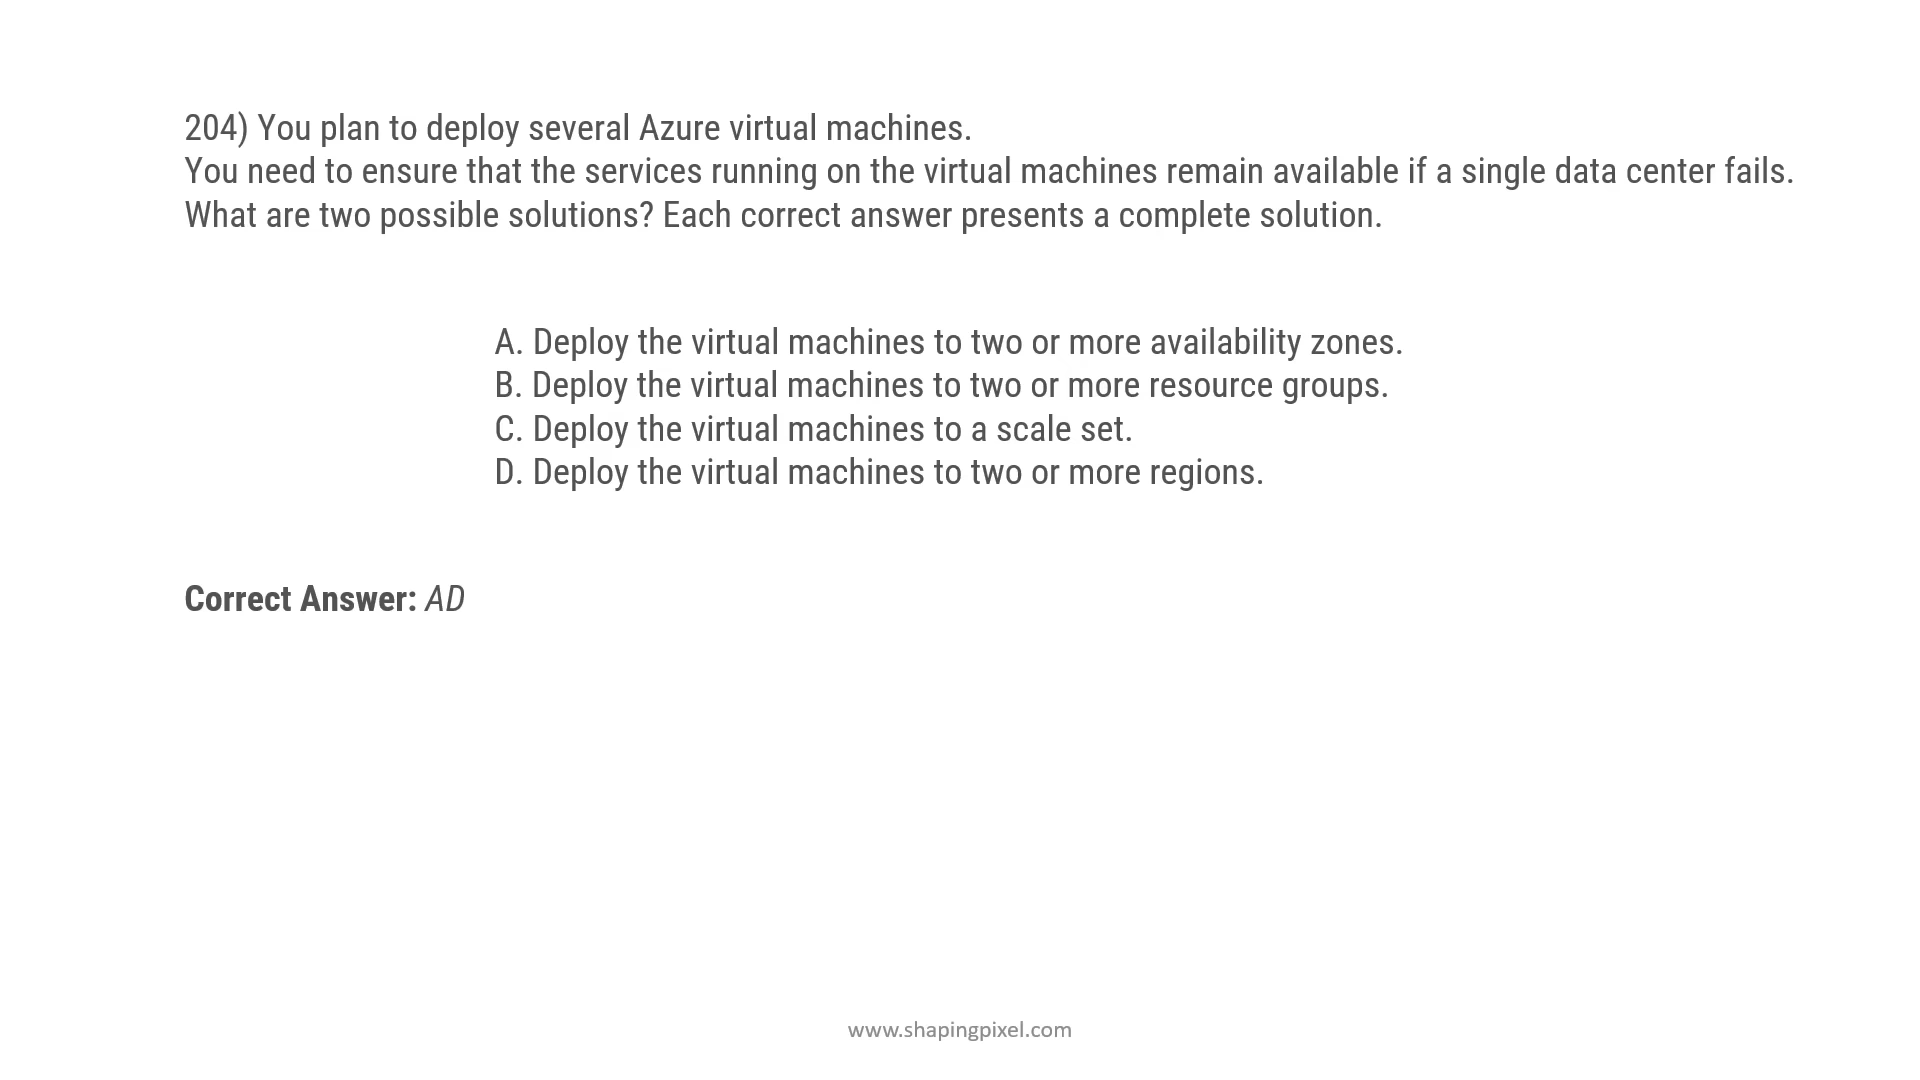 204) You plan to deploy several Azure virtual machines.
You need to ensure that the services running on the virtual machines remain available if a single data center fails.
What are two possible solutions? Each correct answer presents a complete solution.
A. Deploy the virtual machines to two or more availability zones.
B. Deploy the virtual machines to two or more resource groups.
C. Deploy the virtual machines to a scale set.
D. Deploy the virtual machines to two or more regions.
Correct Answer: AD
www.shapingpixel.com